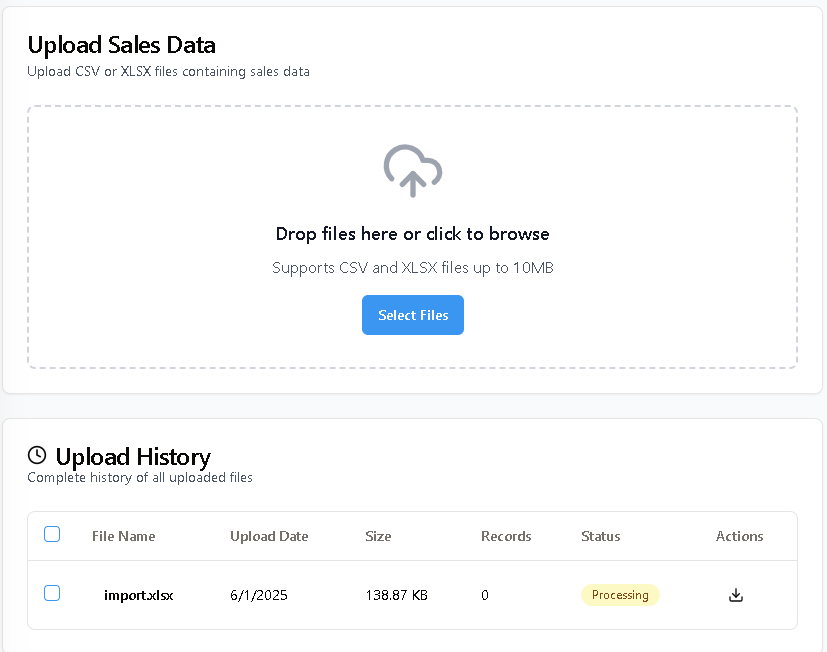 Upload Sales Data
Upload CSV or XLSX files containing sales data
Drop files here or click to browse
Supports CSV and XLSX files up to 10MB
Select Files
Upload History
Complete history of all uploaded files
File Name Upload Date Size Records Status Actions
import.xlsx 6/1/2025 138.87 KB 0 Processing